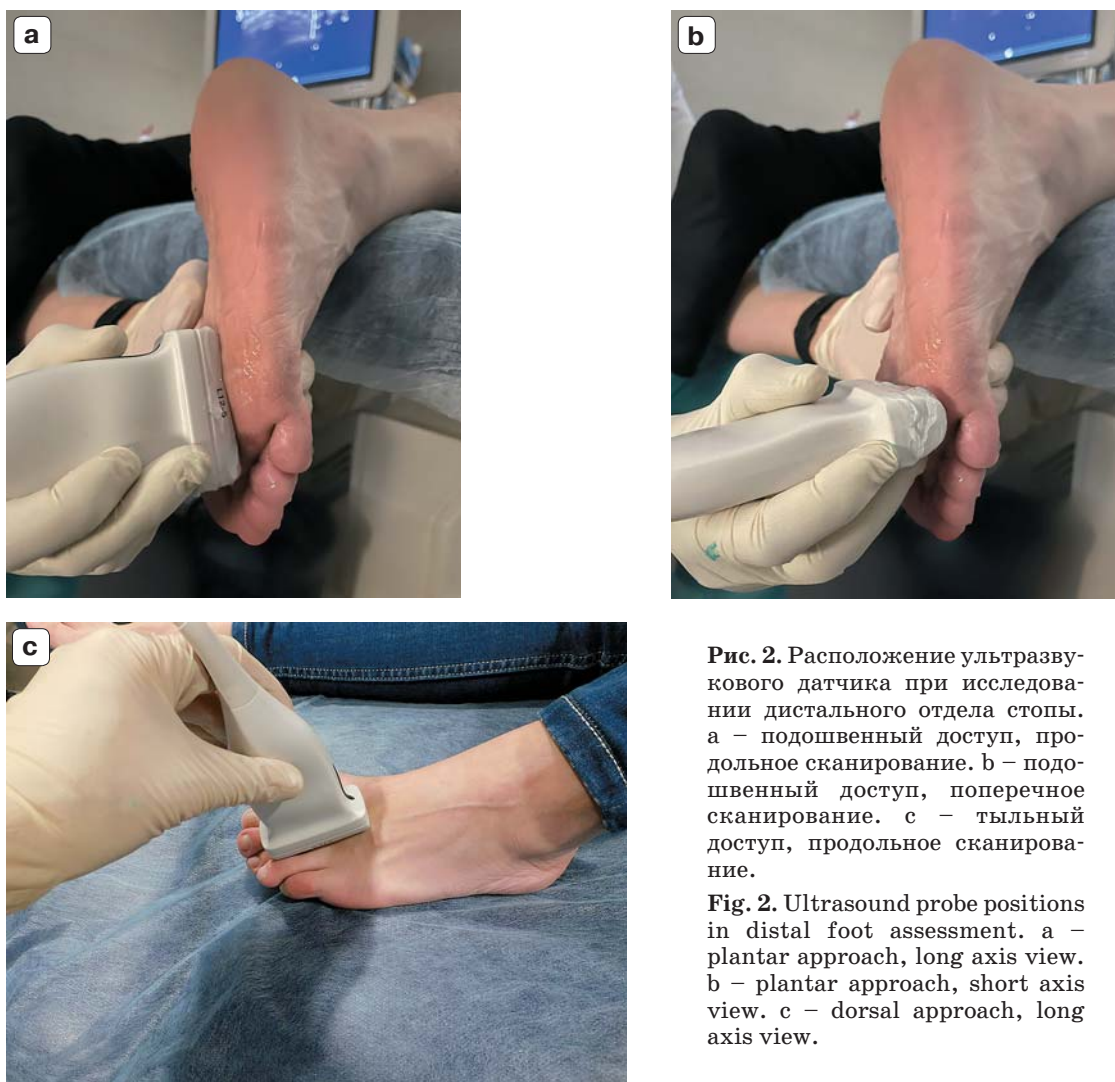 a
b
L12-5
c
Рис. 2. Расположение ультразву-
кового датчика при исследова-
нии дистального отдела стопы.
а – подошвенный доступ, про-
дольное сканирование. b – подо-
швенный доступ, поперечное
сканирование. с – тыльный
доступ, продольное сканирова-
ние.
Fig. 2. Ultrasound probe positions
in distal foot assessment. a –
plantar approach, long axis view.
b – plantar approach, short axis
view. c – dorsal approach, long
axis view.